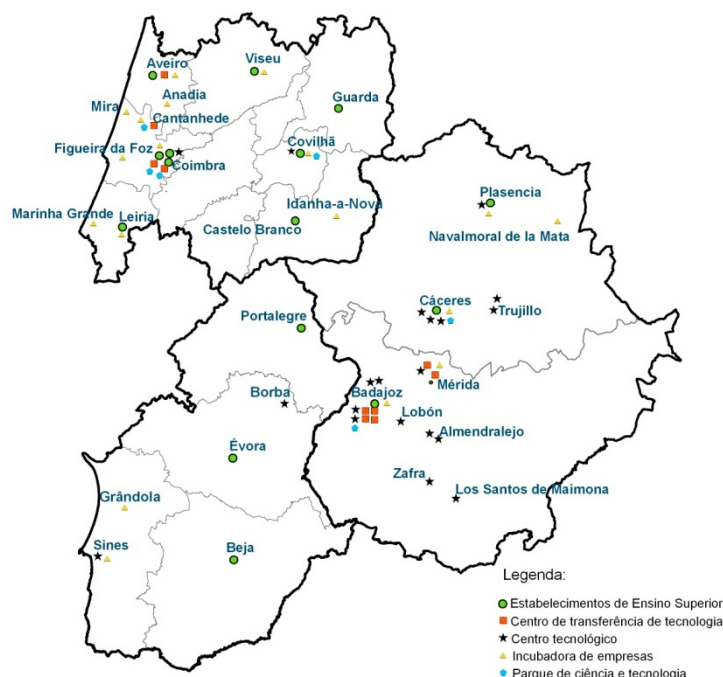 Aveiro
Viseu
Anadia
Guarda
Mira
Cantanhede
Figueira da Foz
Covilhã
Coimbra
Plasencia
Idanha-a-Nova
Marinha Grande
Leiria
Castelo Branco
Navalmoral de la Mata
Cáceres
Trujillo
Portalegre
Mérida
Borba
Badajoz
Lobón
Almendralejo
Évora
Zafra
Los Santos de Maimona
Grândola
Sines
Beja
Legenda:
Estabelecimentos de Ensino Superior
Centro de transferência de tecnologia
Centro tecnológico
Incubadora de empresas
Parque de ciência e tecnologia